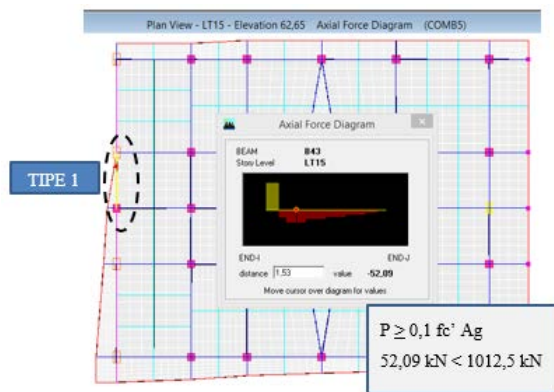 Plan View - LT15 - Elevation 62,65 Axial Force Diagram (COMB5)
Axial Force Diagram
BEAM B43
Story Level LT15
TIPE 1
END-I END-J
distance 1,53 value -52,09
Move cursor over diagram for values
P ≥ 0,1 fc’ Ag
52,09 kN < 1012,5 kN